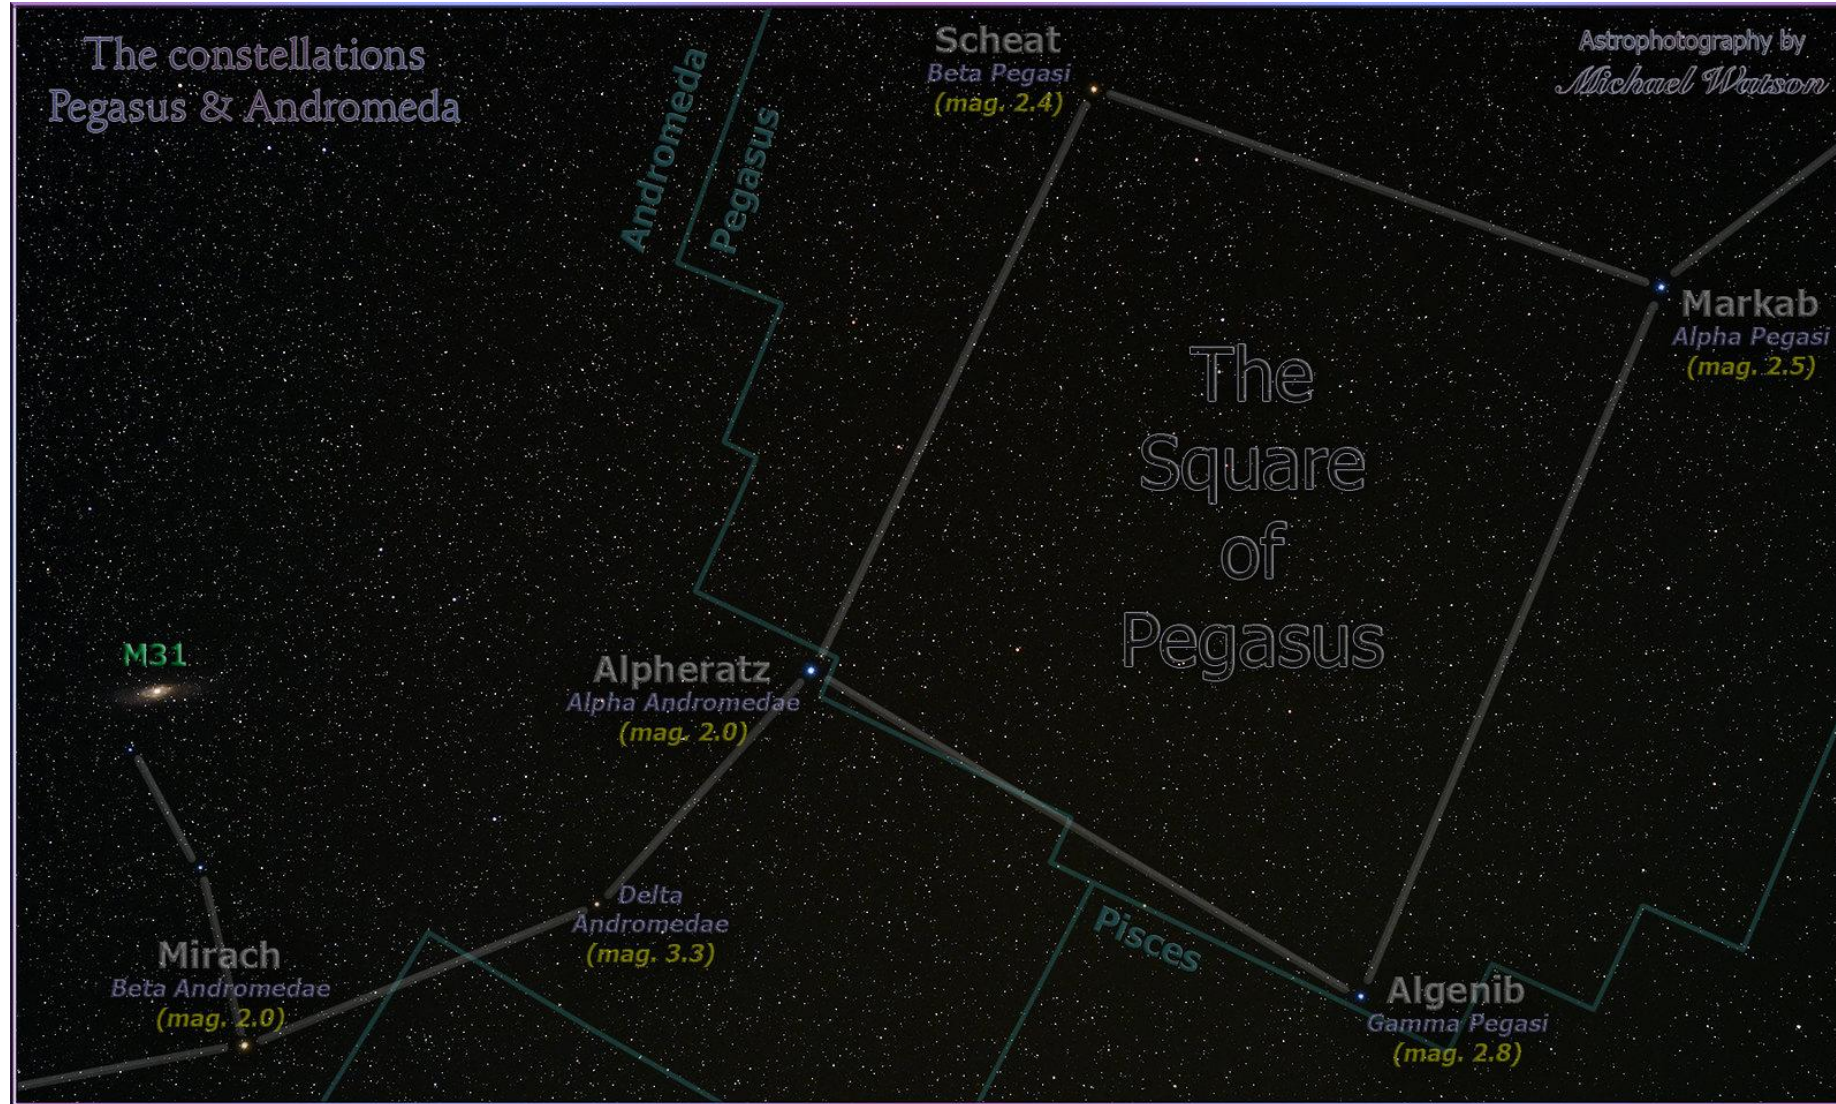 The constellations
Pegasus & Andromeda
Andromeda
Pegasus
Scheat
Beta Pegasi
(mag. 2.4)
Astrophotography by
Michael Watson
Markab
Alpha Pegasi
(mag. 2.5)
The
Square
of
Pegasus
M31
Alpheratz
Alpha Andromedae
(mag. 2.0)
Delta
Andromedae
(mag. 3.3)
Mirach
Beta Andromedae
(mag. 2.0)
Pisces
Algenib
Gamma Pegasi
(mag. 2.8)